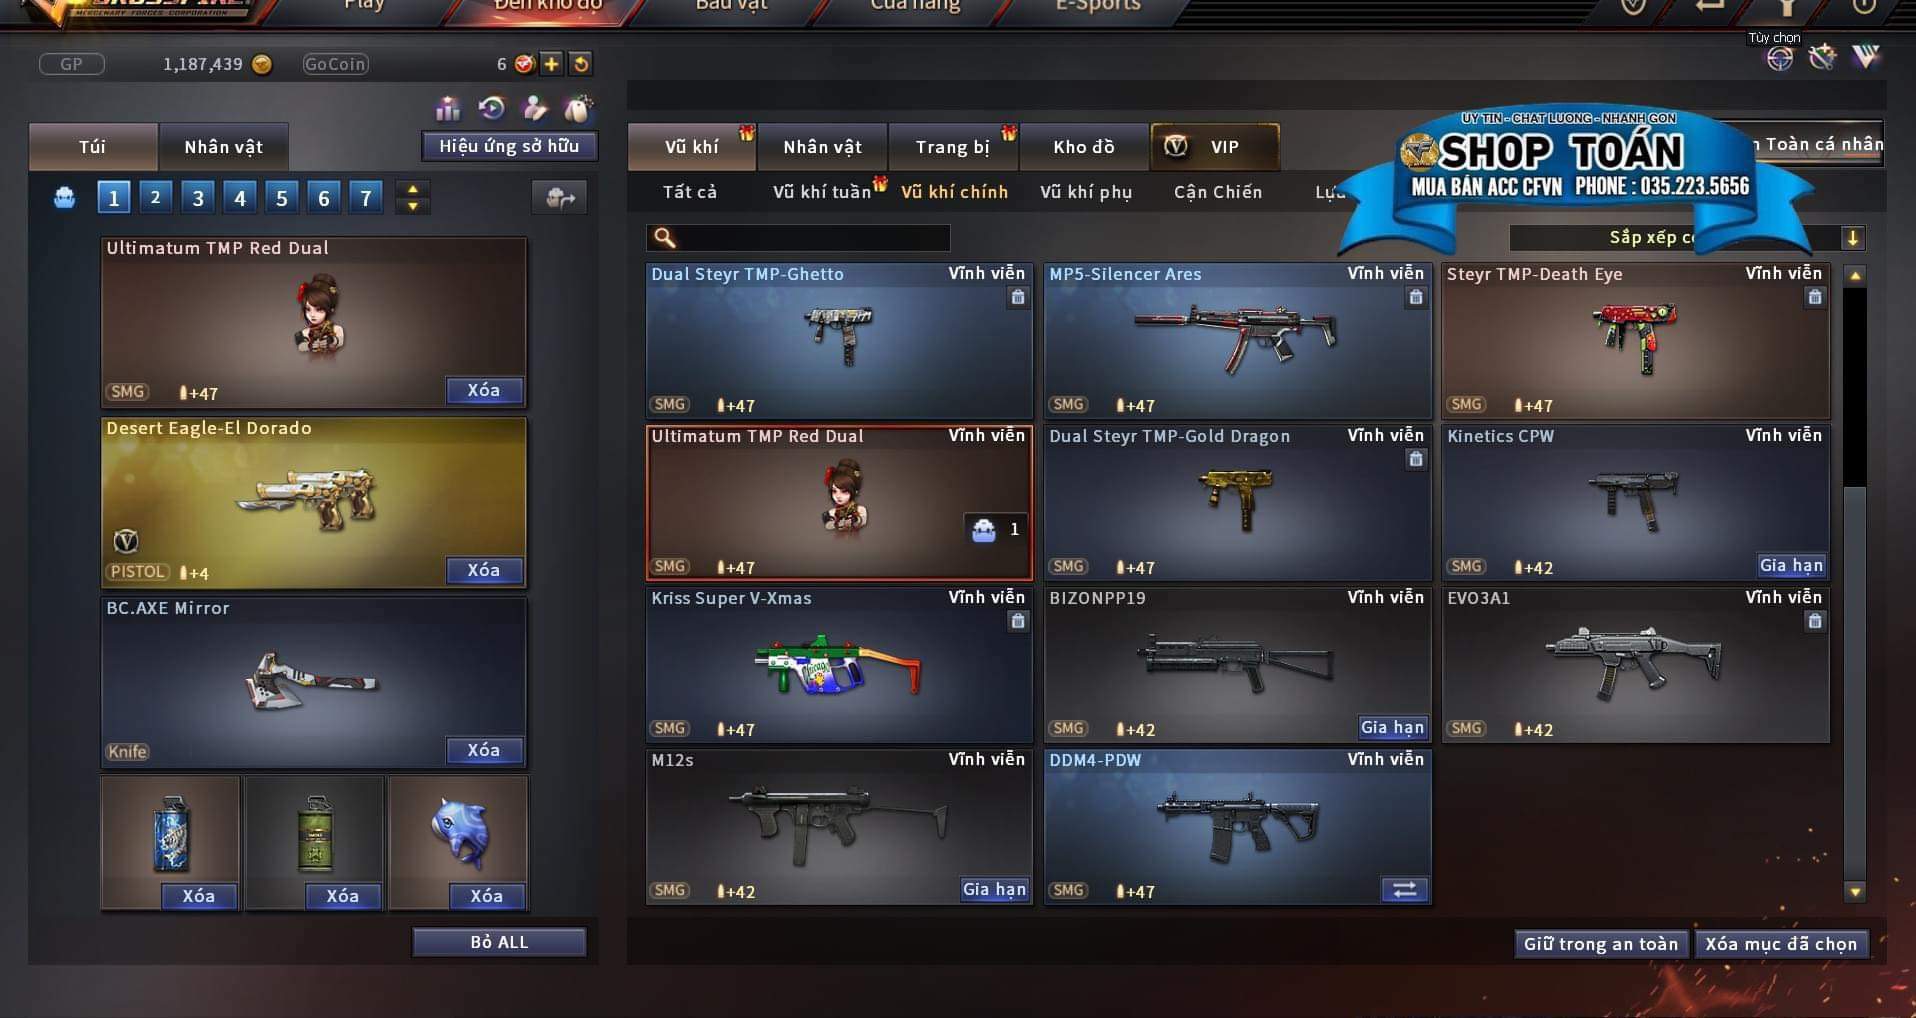 MERCENARY FORCES CORPORATION
Play
Đến kho đồ
Báu vật
Cửa hàng
E-Sports
Tùy chọn
GP
1,187,439
GoCoin
6
Hiệu ứng sở hữu
Túi
Nhân vật
1 2 3 4 5 6 7
Ultimatum TMP Red Dual
SMG
+47
Xóa
Desert Eagle-El Dorado
V
PISTOL
+4
Xóa
BC.AXE Mirror
Knife
Xóa
Xóa
Xóa
Xóa
Bỏ ALL
Vũ khí
Nhân vật
Trang bị
Kho đồ
V VIP
Toàn cá nhân
UY TIN - CHAT LUONG - NHANH GON
SHOP TOÁN
MUA BÁN ACC CFVN PHONE : 035.223.5656
Tất cả
Vũ khí tuần
Vũ khí chính
Vũ khí phụ
Cận Chiến
Sắp xếp
Dual Steyr TMP-Ghetto
Vĩnh viễn
SMG
+47
MP5-Silencer Ares
Vĩnh viễn
SMG
+47
Steyr TMP-Death Eye
Vĩnh viễn
SMG
+47
Ultimatum TMP Red Dual
Vĩnh viễn
1
SMG
+47
Dual Steyr TMP-Gold Dragon
Vĩnh viễn
SMG
+47
Kinetics CPW
Vĩnh viễn
SMG
+42
Gia hạn
Kriss Super V-Xmas
Vĩnh viễn
SMG
+47
BIZONPP19
Vĩnh viễn
SMG
+42
Gia hạn
EVO3A1
Vĩnh viễn
SMG
+42
M12s
Vĩnh viễn
SMG
+42
Gia hạn
DDM4-PDW
Vĩnh viễn
SMG
+47
Giữ trong an toàn
Xóa mục đã chọn